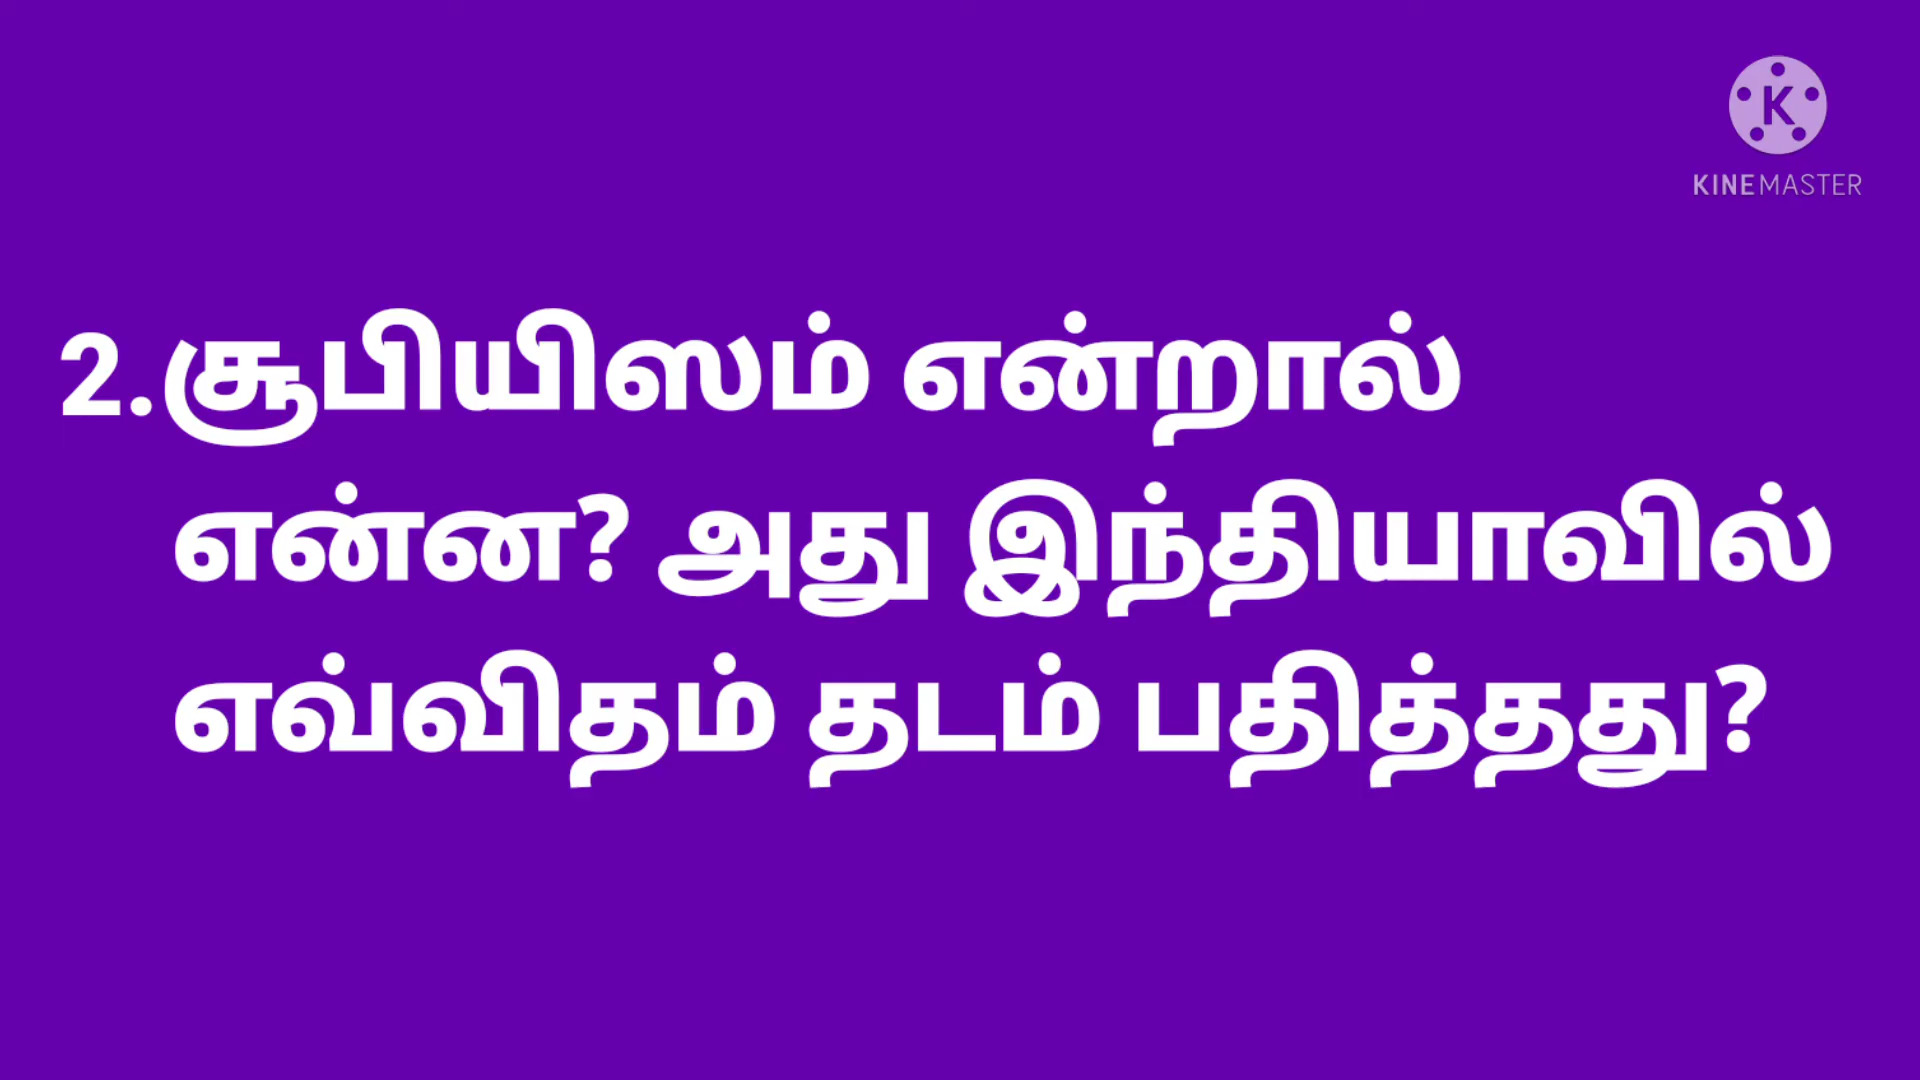 K
KINEMASTER
2.சூபியிஸம் என்றால்
என்ன? அது இந்தியாவில்
எவ்விதம் தடம் பதித்தது?